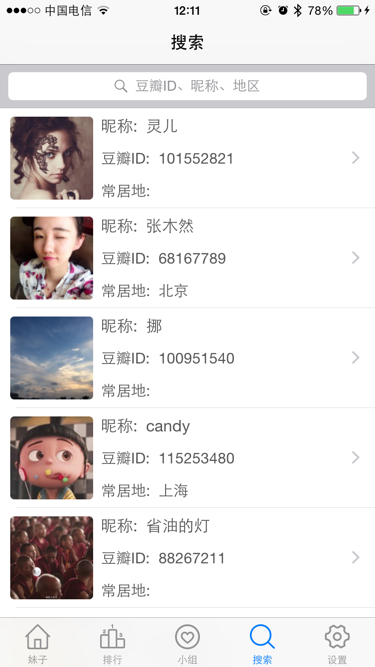 中国电信 12:11 78%
搜索
豆瓣ID、昵称、地区
昵称: 灵儿
豆瓣ID: 101552821
常居地:
昵称: 张木然
豆瓣ID: 68167789
常居地: 北京
昵称: 挪
豆瓣ID: 100951540
常居地:
昵称: candy
豆瓣ID: 115253480
常居地: 上海
昵称: 省油的灯
豆瓣ID: 88267211
常居地:
妹子 排行 小组 搜索 设置